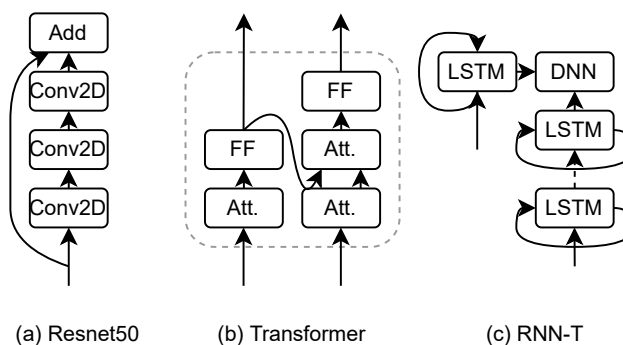 Add
Conv2D
Conv2D
Conv2D
(a) Resnet50
FF
FF
Att.
Att.
Att.
(b) Transformer
LSTM
DNN
LSTM
LSTM
(c) RNN-T